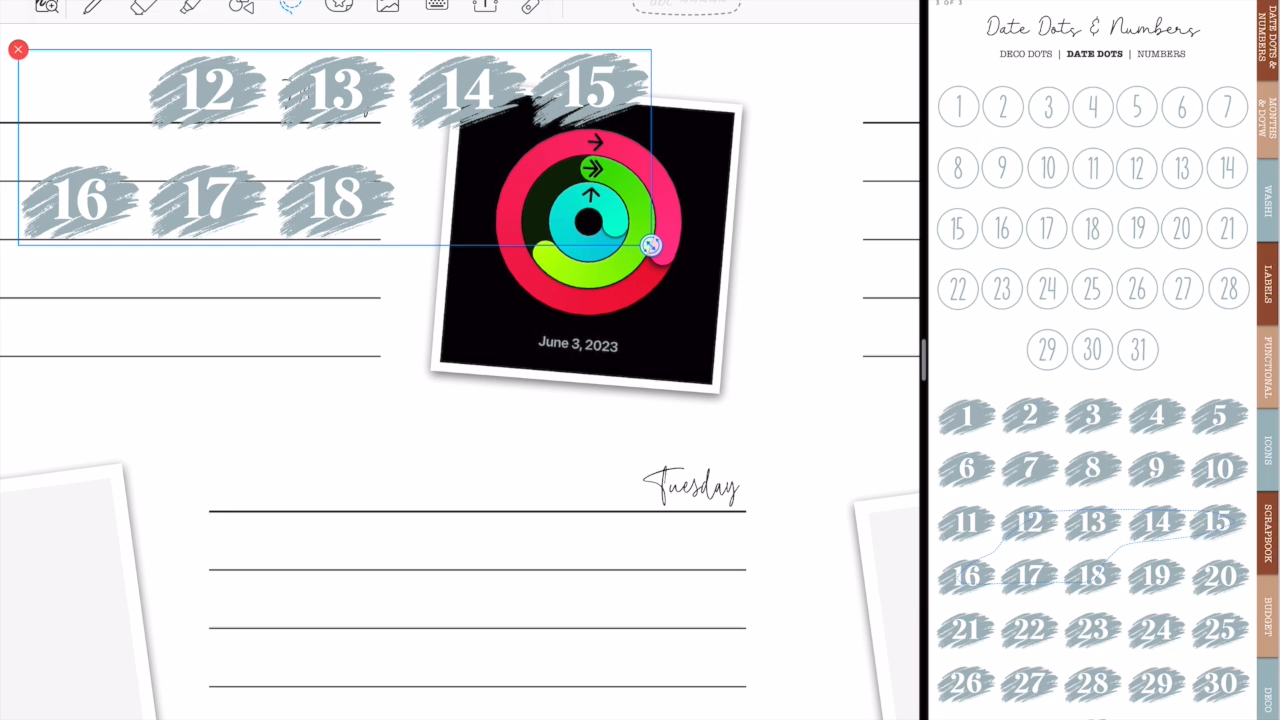 3 OF 3
Date Dots & Numbers
DECO DOTS | DATE DOTS | NUMBERS
1 2 3 4 5 6 7
8 9 10 11 12 13 14
15 16 17 18 19 20 21
22 23 24 25 26 27 28
29 30 31
1 2 3 4 5
6 7 8 9 10
11 12 13 14 15
16 17 18 19 20
21 22 23 24 25
26 27 28 29 30
DATE DOTS & NUMBERS
MONTHS & DOTW
WASHI
LABELS
FUNCTIONAL
ICONS
SCRAPBOOK
BUDGET
DECO
12 13 14 15
16 17 18
June 3, 2023
Tuesday